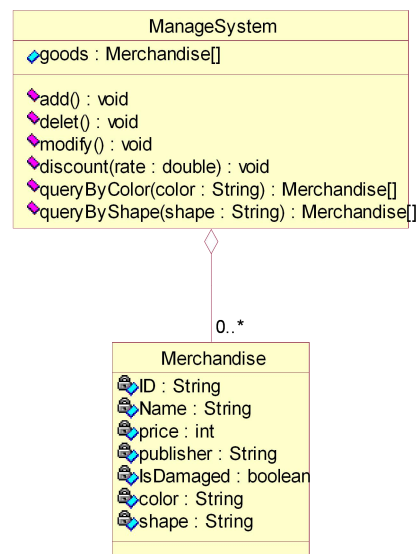 ManageSystem
goods : Merchandise[]
add() : void
delet() : void
modify() : void
discount(rate : double) : void
queryByColor(color : String) : Merchandise[]
queryByShape(shape : String) : Merchandise[]
0..*
Merchandise
ID : String
Name : String
price : int
publisher : String
IsDamaged : boolean
color : String
shape : String